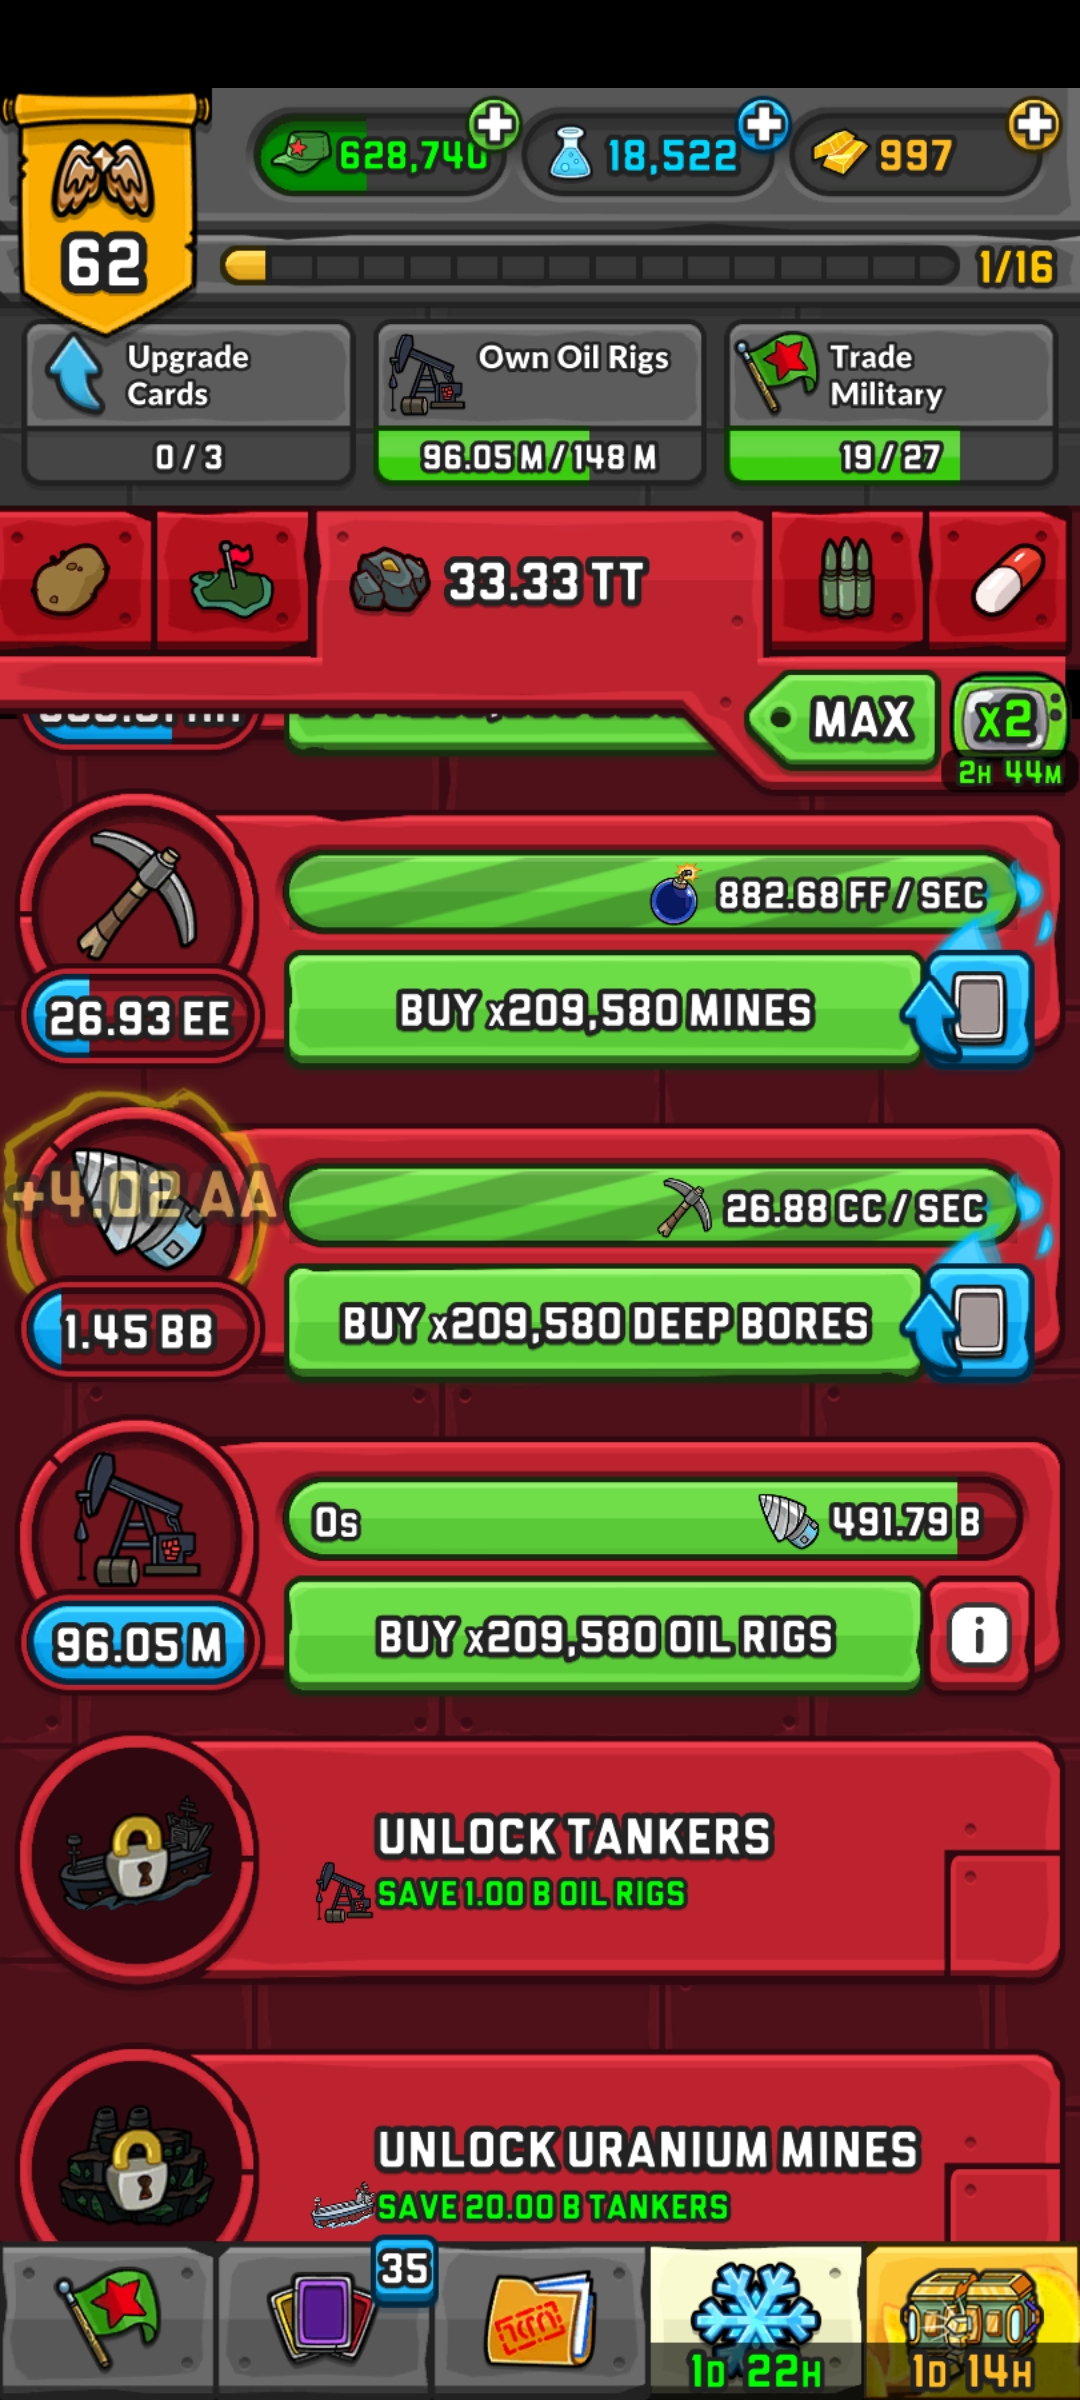 628,740
18,522
997
62
1/16
Upgrade
Cards
0 / 3
Own Oil Rigs
96.05 M / 148 M
Trade
Military
19 / 27
33.33 TT
MAX
x2
2H 44M
882.68 FF / SEC
26.93 EE
BUY x209,580 MINES
+4.02 AA
26.88 CC / SEC
1.45 BB
BUY x209,580 DEEP BORES
0s
491.79 B
96.05 M
BUY x209,580 OIL RIGS
i
UNLOCK TANKERS
SAVE 1.00 B OIL RIGS
UNLOCK URANIUM MINES
SAVE 20.00 B TANKERS
35
1D 22H
1D 14H